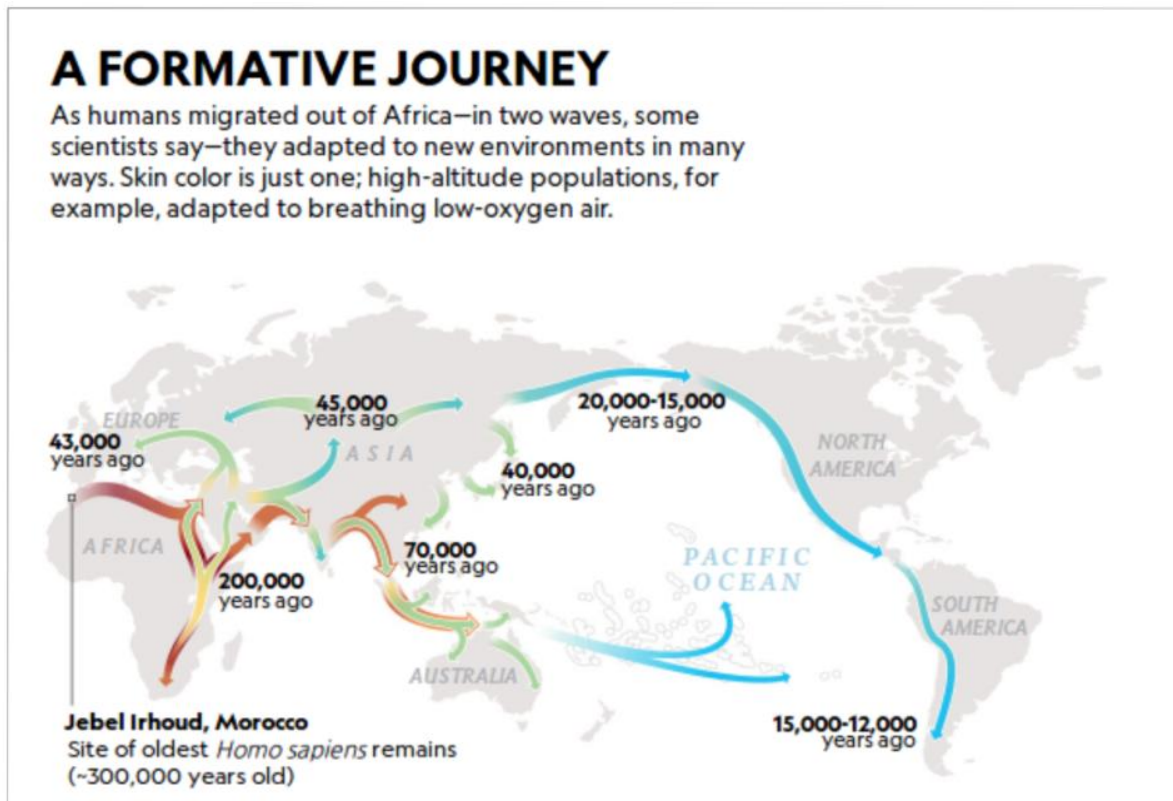 A FORMATIVE JOURNEY
As humans migrated out of Africa—in two waves, some
scientists say—they adapted to new environments in many
ways. Skin color is just one; high-altitude populations, for
example, adapted to breathing low-oxygen air.
EUROPE
43,000
years ago
45,000
years ago
ASIA
20,000-15,000
years ago
NORTH
AMERICA
40,000
years ago
AFRICA
200,000
years ago
70,000
years ago
PACIFIC
OCEAN
SOUTH
AMERICA
AUSTRALIA
15,000-12,000
years ago
Jebel Irhoud, Morocco
Site of oldest Homo sapiens remains
(~300,000 years old)